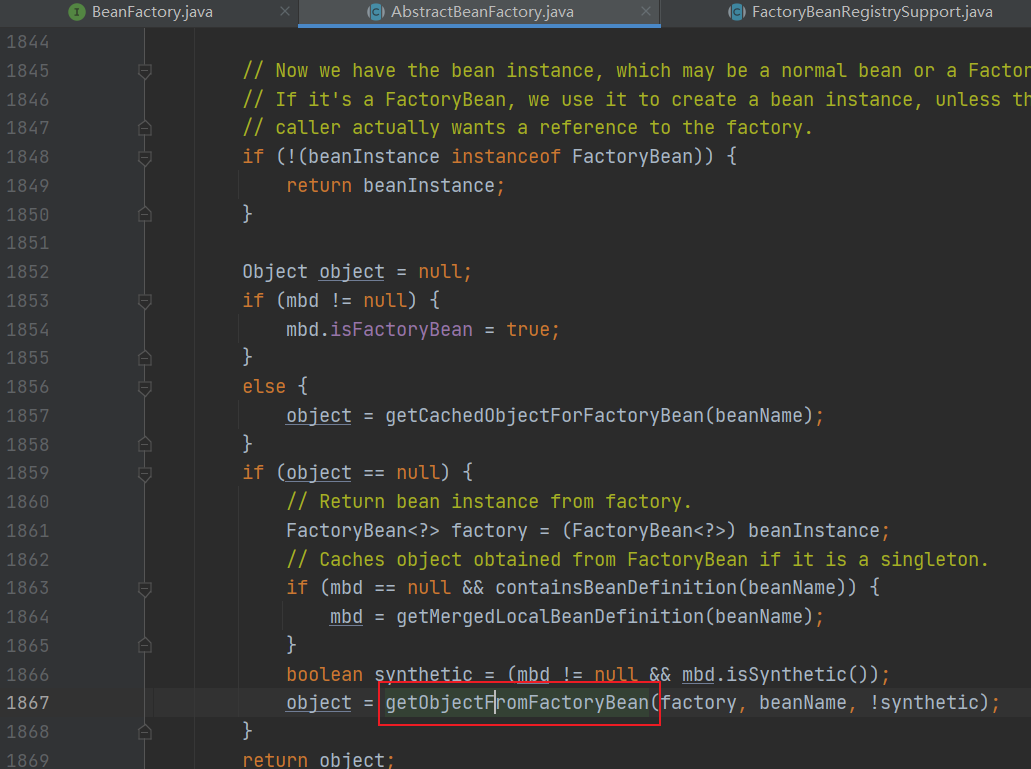 BeanFactory.java AbstractBeanFactory.java FactoryBeanRegistrySupport.java
1844
1845 // Now we have the bean instance, which may be a normal bean or a Factor
1846 // If it's a FactoryBean, we use it to create a bean instance, unless th
1847 // caller actually wants a reference to the factory.
1848 if (!(beanInstance instanceof FactoryBean)) {
1849 return beanInstance;
1850 }
1851
1852 Object object = null;
1853 if (mbd != null) {
1854 mbd.isFactoryBean = true;
1855 }
1856 else {
1857 object = getCachedObjectForFactoryBean(beanName);
1858 }
1859 if (object == null) {
1860 // Return bean instance from factory.
1861 FactoryBean<?> factory = (FactoryBean<?>) beanInstance;
1862 // Caches object obtained from FactoryBean if it is a singleton.
1863 if (mbd == null && containsBeanDefinition(beanName)) {
1864 mbd = getMergedLocalBeanDefinition(beanName);
1865 }
1866 boolean synthetic = (mbd != null && mbd.isSynthetic());
1867 object = getObjectFromFactoryBean(factory, beanName, !synthetic);
1868 }
1869 return object;